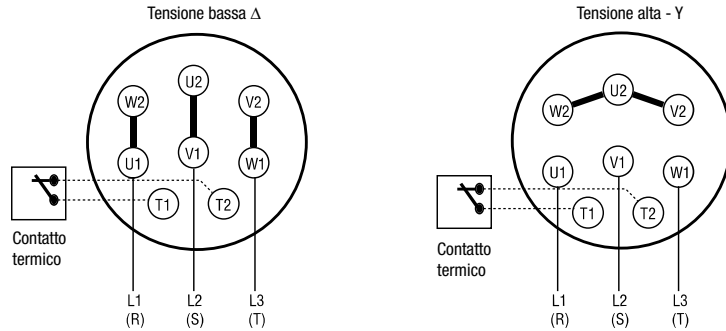 Tensione bassa Δ
W2
U2
V2
U1
V1
W1
T1
T2
Contatto
termico
L1
(R)
L2
(S)
L3
(T)
Tensione alta - Y
W2
U2
V2
U1
V1
W1
T1
T2
Contatto
termico
L1
(R)
L2
(S)
L3
(T)